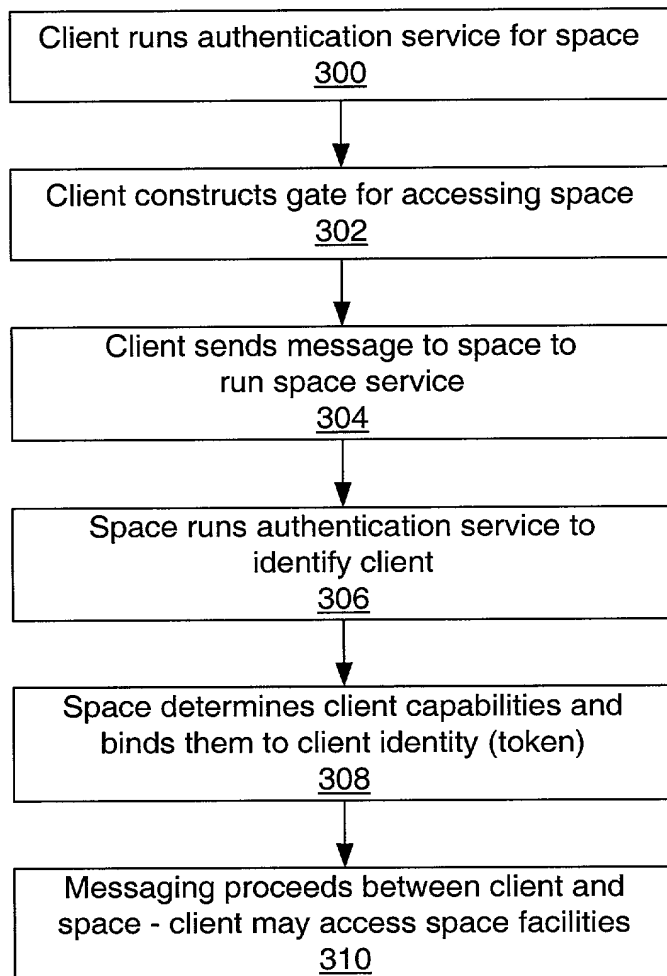 Client runs authentication service for space
300
Client constructs gate for accessing space
302
Client sends message to space to
run space service
304
Space runs authentication service to
identify client
306
Space determines client capabilities and
binds them to client identity (token)
308
Messaging proceeds between client and
space - client may access space facilities
310